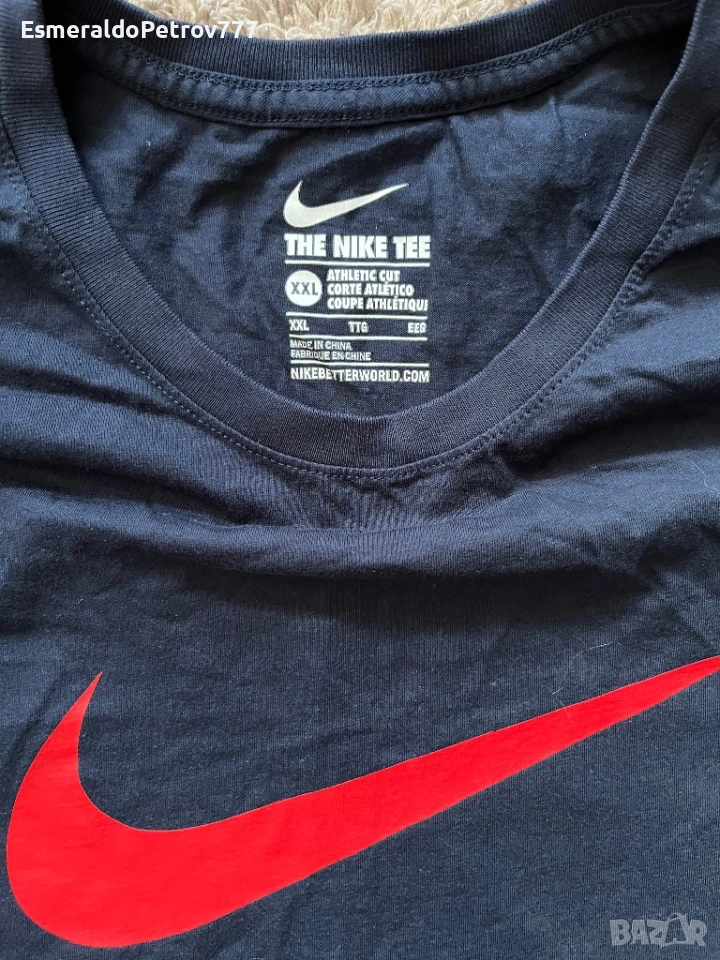 EsmeraldoPetrov777
THE NIKE TEE
XXL
ATHLETIC CUT
CORTE ATLÉTICO
COUPE ATHLÉTIQUE
XXL TTG EEG
MADE IN CHINA
FABRIQUE EN CHINE
NIKEBETTERWORLD.COM
BAZAR